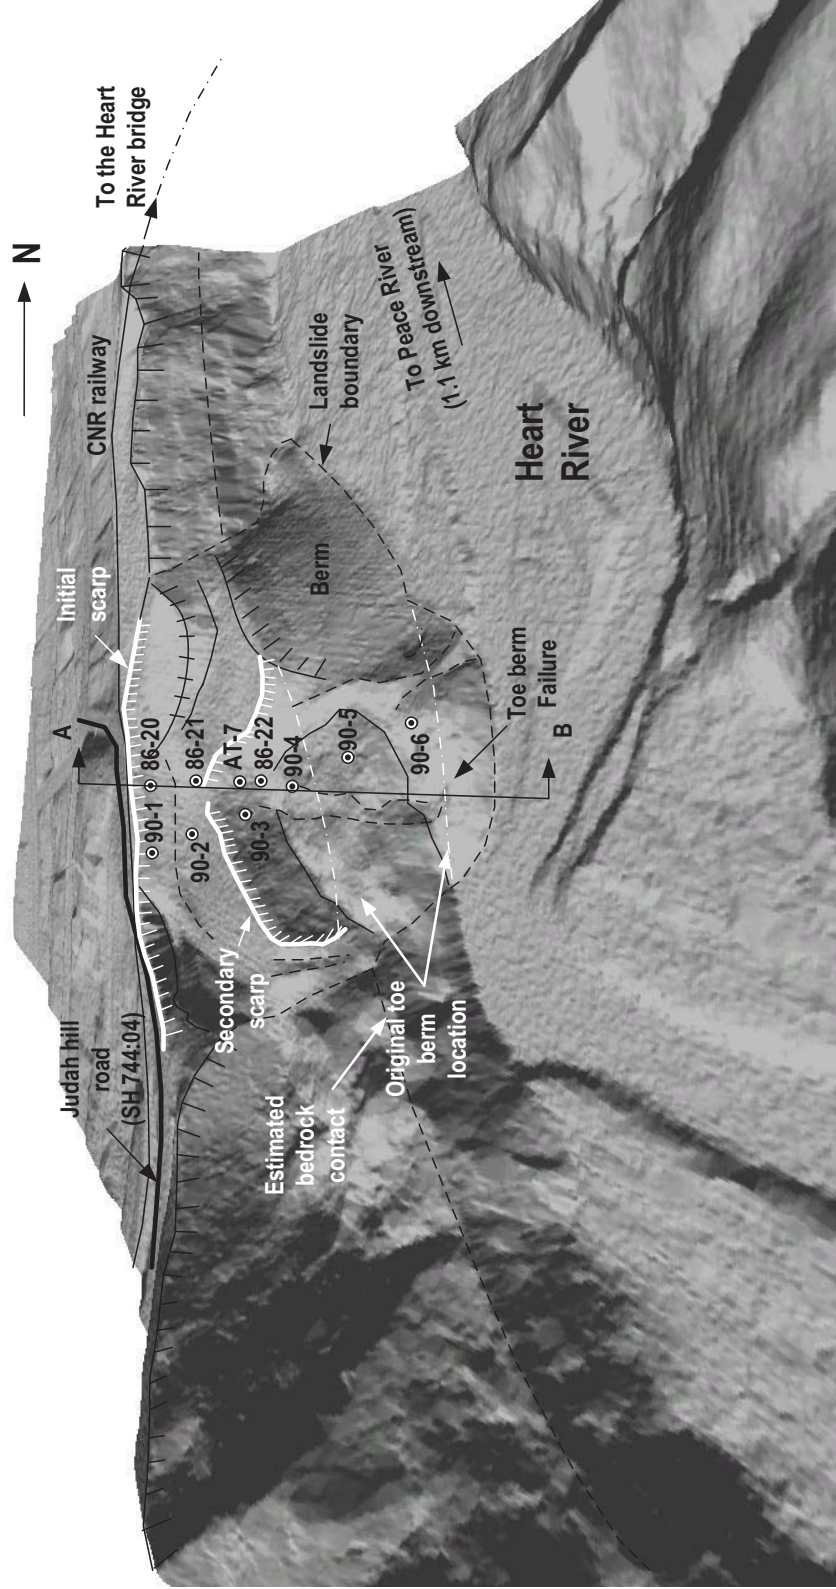 N
To the Heart
River bridge
CNR railway
Initial
scarp
Landslide
boundary
To Peace River
(1.1 km downstream)
Heart
River
Berm
A
86-20
86-21
AT-7
86-22
90-4
90-5
90-6
90-1
90-2
90-3
Toe berm
Failure
B
Secondary
scarp
Original toe
berm
location
Judah hill
road
(SH 744:04)
Estimated
bedrock
contact